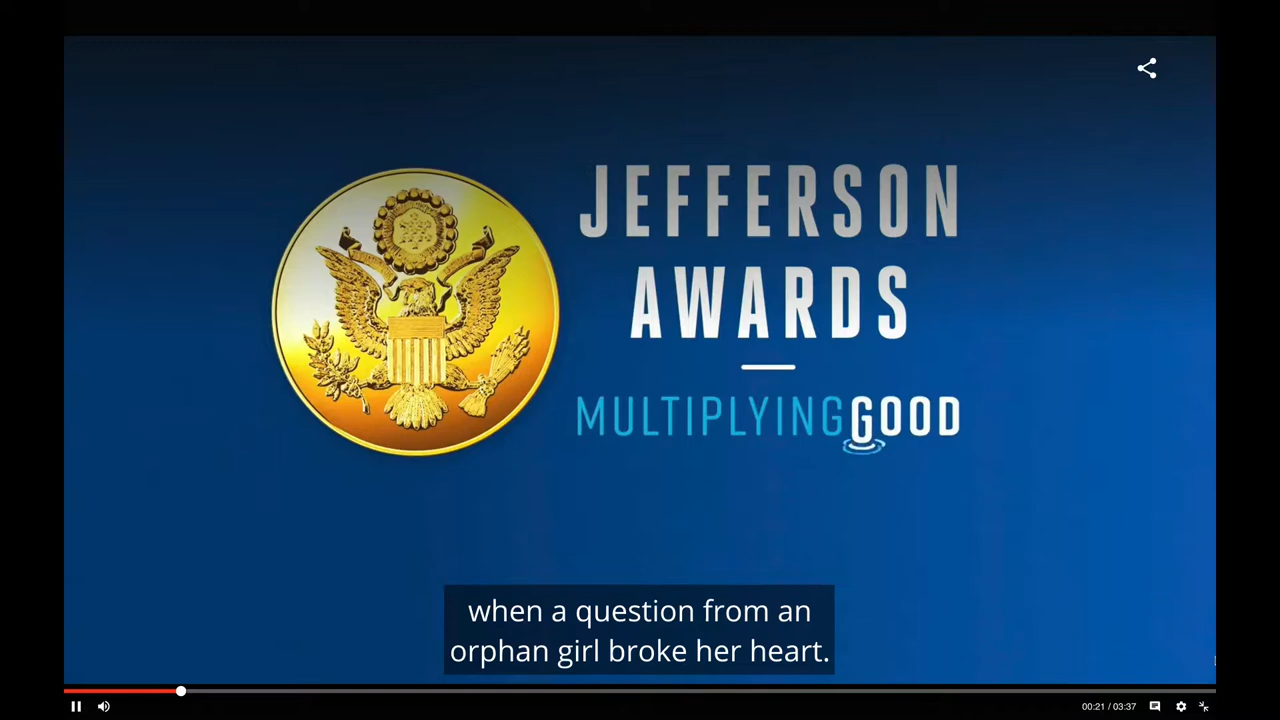 JEFFERSON
AWARDS
MULTIPLYINGGOOD
when a question from an
orphan girl broke her heart.
00:21 / 03:37